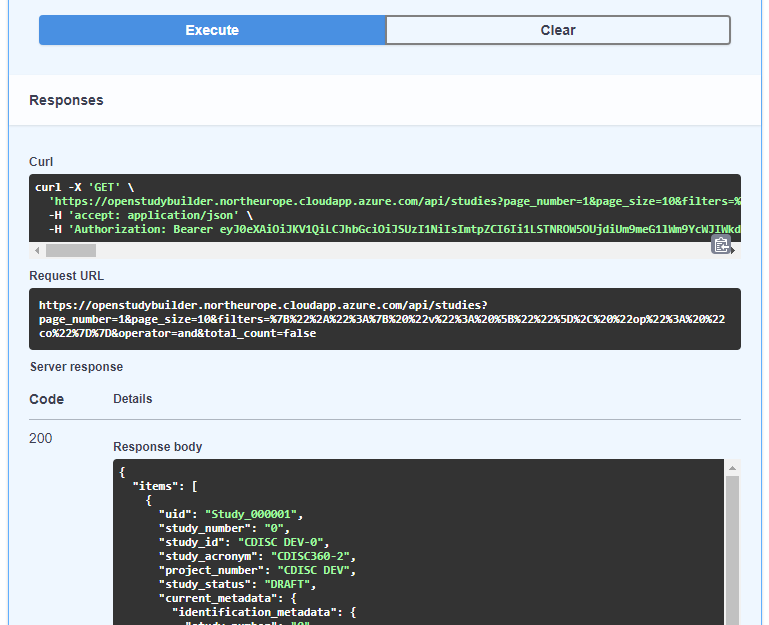 Execute
Clear
Responses
Curl
curl -X 'GET' \
'https://openstudybuilder.northeurope.cloudapp.azure.com/api/studies?page_number=1&page_size=10&filters=%
-H 'accept: application/json' \
-H 'Authorization: Bearer eyJ0eXAiOiJKV1QiLCJhbGciOiJSUzI1NiIsImtpZCI6Ii1LSTNROW5OUjdiUm9meG1lWm9YcWJIWkd
Request URL
https://openstudybuilder.northeurope.cloudapp.azure.com/api/studies?
page_number=1&page_size=10&filters=%7B%22%2A%22%3A%7B%20%22v%22%3A%20%5B%22%22%5D%2C%20%22op%22%3A%20%22
co%22%7D%7D&operator=and&total_count=false
Server response
Code
Details
200
Response body
{
"items": [
{
"uid": "Study_000001",
"study_number": "0",
"study_id": "CDISC DEV-0",
"study_acronym": "CDISC360-2",
"project_number": "CDISC DEV",
"study_status": "DRAFT",
"current_metadata": {
"identification_metadata": {
"study_number": "0"